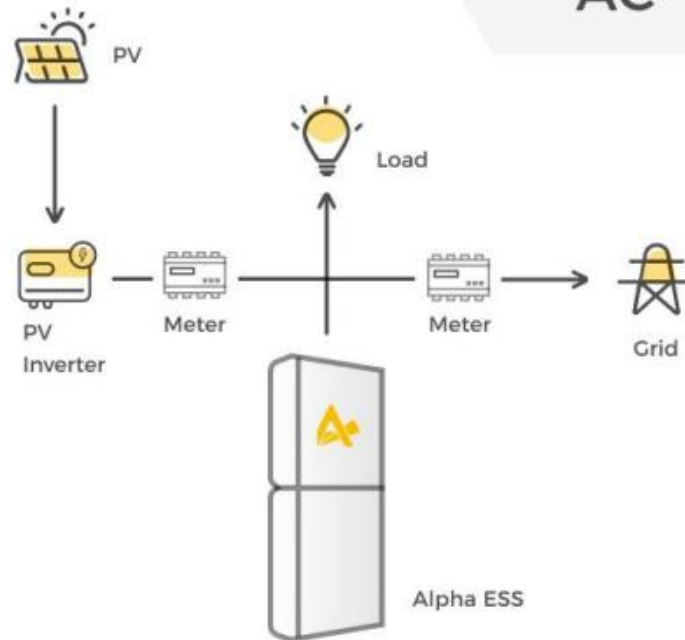 AC
PV
Load
PV
Inverter
Meter
Meter
Grid
Alpha ESS